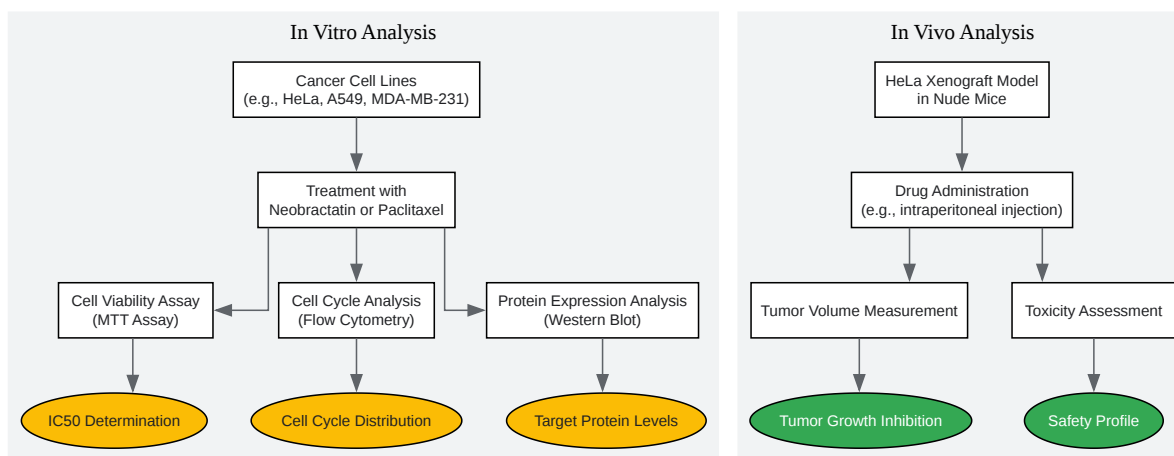 In Vitro Analysis
Cancer Cell Lines
(e.g., HeLa, A549, MDA-MB-231)
Treatment with
Neobractatin or Paclitaxel
Cell Viability Assay
(MTT Assay)
Cell Cycle Analysis
(Flow Cytometry)
Protein Expression Analysis
(Western Blot)
IC50 Determination
Cell Cycle Distribution
Target Protein Levels
In Vivo Analysis
HeLa Xenograft Model
in Nude Mice
Drug Administration
(e.g., intraperitoneal injection)
Tumor Volume Measurement
Toxicity Assessment
Tumor Growth Inhibition
Safety Profile